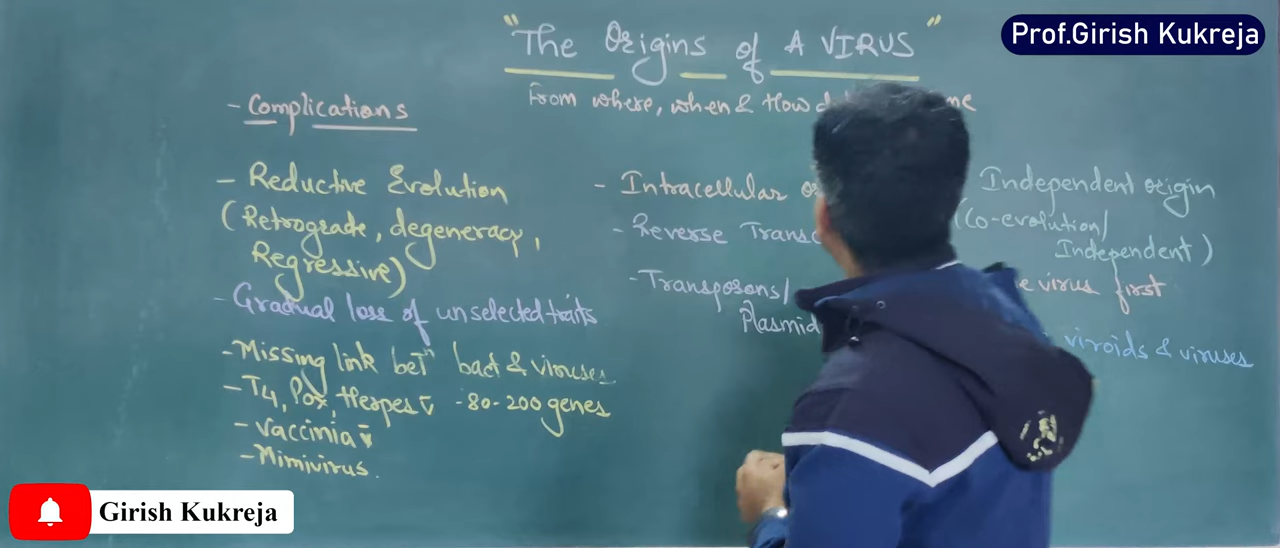 "The Origins of A VIRUS"
Prof.Girish Kukreja
From where, when & How
- Complications
- Reductive Evolution
(Retrograde, degeneracy,
Regressive)
- Gradual loss of unselected traits
- Missing link betn bact & viruses
- T4, Pox, Herpes - 80-200 genes
- Vaccinia
- Mimivirus.
- Intracellular
- Reverse
- Transposons/
Plasmid
Independent origin
(Co-evolution/
Independent)
virus first
viroids & viruses
Girish Kukreja